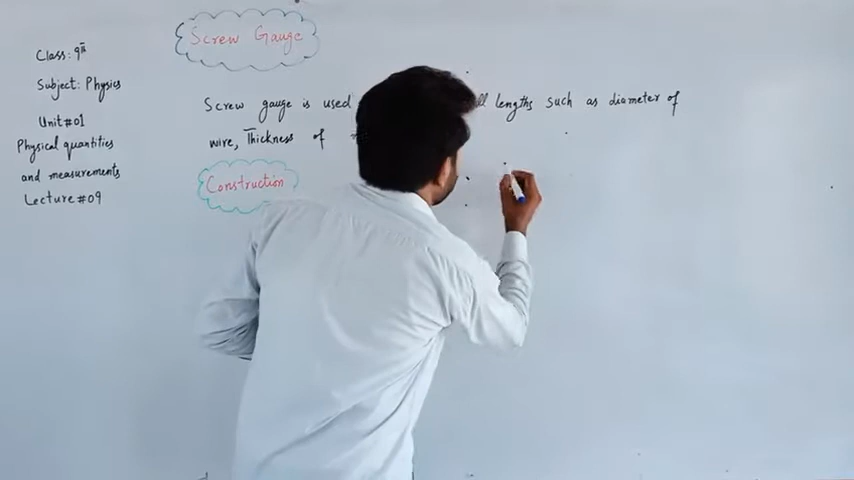 Screw Gauge
Class: 9th
Subject: Physics
Unit#01
Physical quantities
and measurements
Lecture#09
Screw gauge is used lengths such as diameter of
wire, Thickness of
Construction